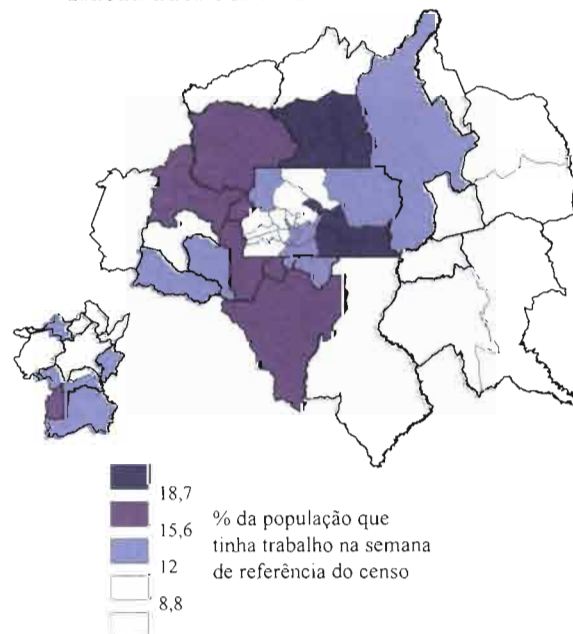 18,7
15,6
12
8,8
% da população que
tinha trabalho na semana
de referência do censo